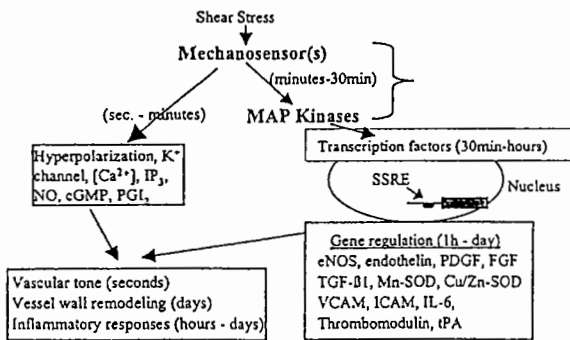 Shear Stress
Mechanosensor(s)
(minutes-30min)
(sec. - minutes)
MAP Kinases
Hyperpolarization, K⁺
channel, [Ca²⁺], IP₃
NO, cGMP, PGI₂
Transcription factors (30min-hours)
SSRE
Nucleus
Gene regulation (1h - day)
eNOS, endothelin, PDGF, FGF
TGF-ß1, Mn-SOD, Cu/Zn-SOD
VCAM, ICAM, IL-6,
Thrombomodulin, tPA
Vascular tone (seconds)
Vessel wall remodeling (days)
Inflammatory responses (hours - days)